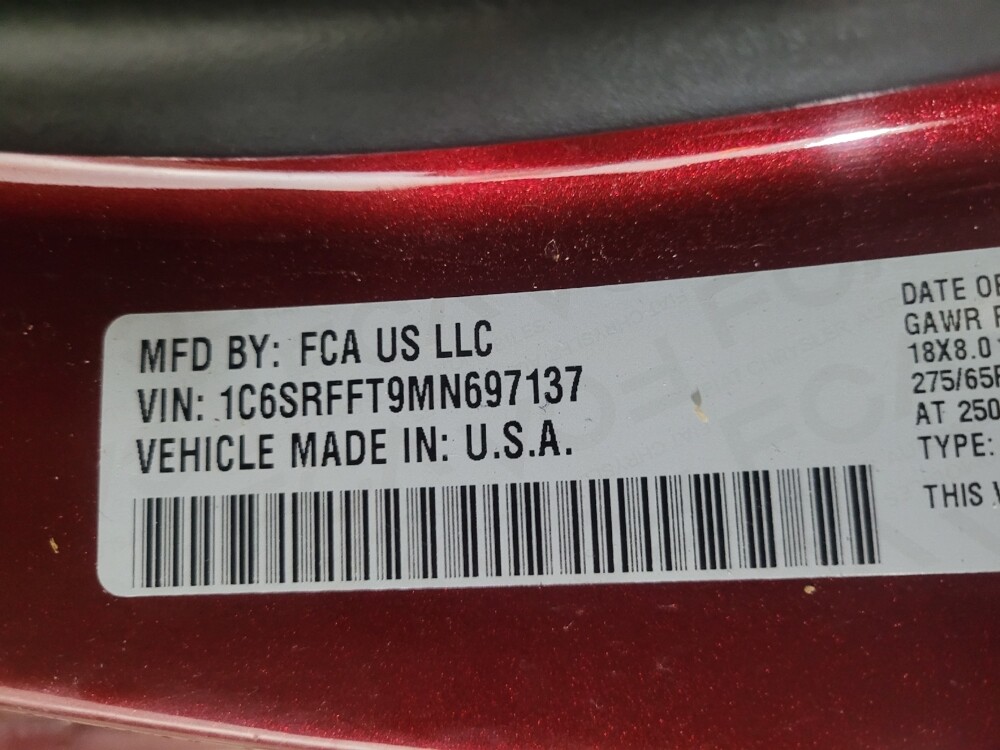 MFD BY: FCA US LLC
VIN: 1C6SRFFT9MN697137
VEHICLE MADE IN: U.S.A.
DATE OF
GAWR
18X8.0
275/65R
AT 250
TYPE:
THIS